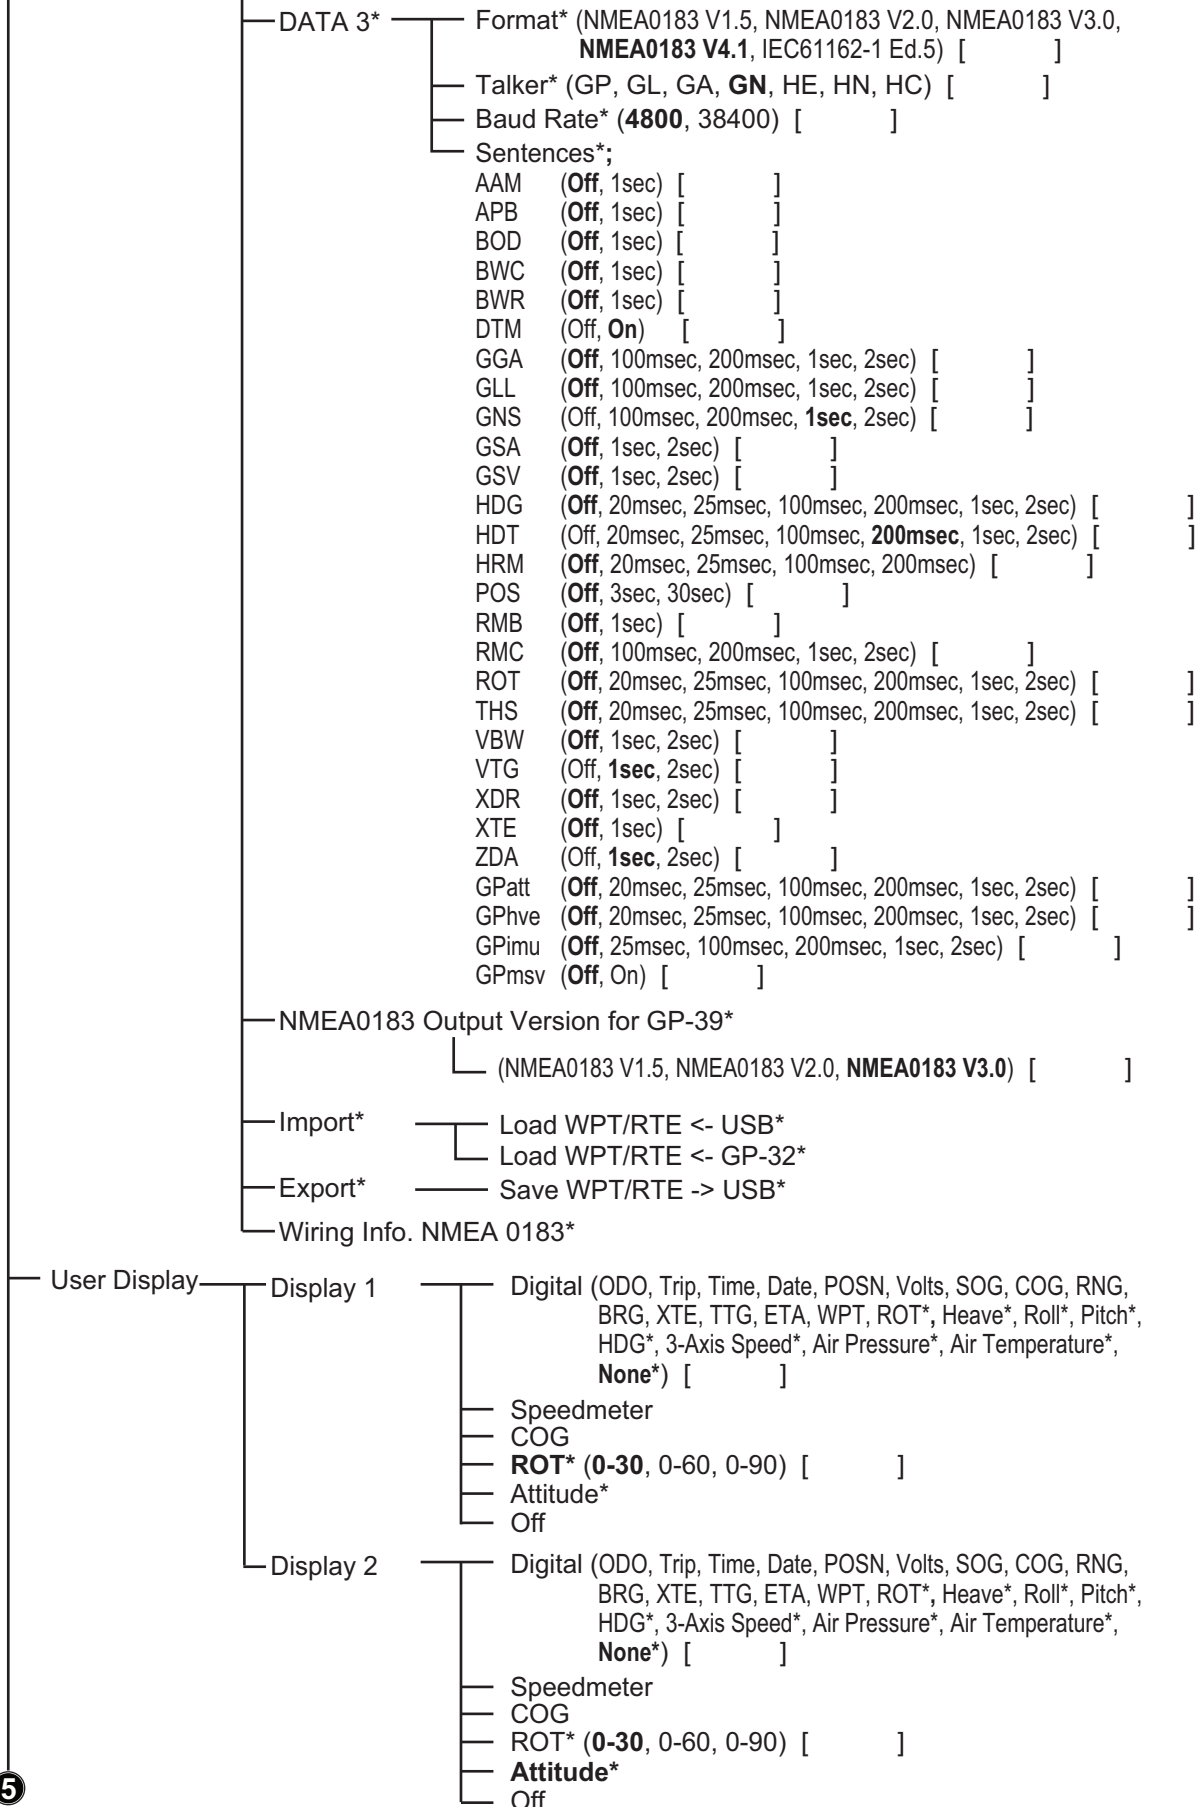 DATA 3* Format* (NMEA0183 V1.5, NMEA0183 V2.0, NMEA0183 V3.0,
NMEA0183 V4.1, IEC61162-1 Ed.5) [ ]
Talker* (GP, GL, GA, GN, HE, HN, HC) [ ]
Baud Rate* (4800, 38400) [ ]
Sentences*;
AAM (Off, 1sec) [ ]
APB (Off, 1sec) [ ]
BOD (Off, 1sec) [ ]
BWC (Off, 1sec) [ ]
BWR (Off, 1sec) [ ]
DTM (Off, On) [ ]
GGA (Off, 100msec, 200msec, 1sec, 2sec) [ ]
GLL (Off, 100msec, 200msec, 1sec, 2sec) [ ]
GNS (Off, 100msec, 200msec, 1sec, 2sec) [ ]
GSA (Off, 1sec, 2sec) [ ]
GSV (Off, 1sec, 2sec) [ ]
HDG (Off, 20msec, 25msec, 100msec, 200msec, 1sec, 2sec) [ ]
HDT (Off, 20msec, 25msec, 100msec, 200msec, 1sec, 2sec) [ ]
HRM (Off, 20msec, 25msec, 100msec, 200msec) [ ]
POS (Off, 3sec, 30sec) [ ]
RMB (Off, 1sec) [ ]
RMC (Off, 100msec, 200msec, 1sec, 2sec) [ ]
ROT (Off, 20msec, 25msec, 100msec, 200msec, 1sec, 2sec) [ ]
THS (Off, 20msec, 25msec, 100msec, 200msec, 1sec, 2sec) [ ]
VBW (Off, 1sec, 2sec) [ ]
VTG (Off, 1sec, 2sec) [ ]
XDR (Off, 1sec, 2sec) [ ]
XTE (Off, 1sec) [ ]
ZDA (Off, 1sec, 2sec) [ ]
GPatt (Off, 20msec, 25msec, 100msec, 200msec, 1sec, 2sec) [ ]
GPhve (Off, 20msec, 25msec, 100msec, 200msec, 1sec, 2sec) [ ]
GPimu (Off, 25msec, 100msec, 200msec, 1sec, 2sec) [ ]
GPmsv (Off, On) [ ]
NMEA0183 Output Version for GP-39*
(NMEA0183 V1.5, NMEA0183 V2.0, NMEA0183 V3.0) [ ]
Import* Load WPT/RTE <- USB*
Load WPT/RTE <- GP-32*
Export* Save WPT/RTE -> USB*
Wiring Info. NMEA 0183*
User Display Display 1 Digital (ODO, Trip, Time, Date, POSN, Volts, SOG, COG, RNG,
BRG, XTE, TTG, ETA, WPT, ROT*, Heave*, Roll*, Pitch*,
HDG*, 3-Axis Speed*, Air Pressure*, Air Temperature*,
None*) [ ]
Speedmeter
COG
ROT* (0-30, 0-60, 0-90) [ ]
Attitude*
Off
Display 2 Digital (ODO, Trip, Time, Date, POSN, Volts, SOG, COG, RNG,
BRG, XTE, TTG, ETA, WPT, ROT*, Heave*, Roll*, Pitch*,
HDG*, 3-Axis Speed*, Air Pressure*, Air Temperature*,
None*) [ ]
Speedmeter
COG
ROT* (0-30, 0-60, 0-90) [ ]
Attitude*
5
Off